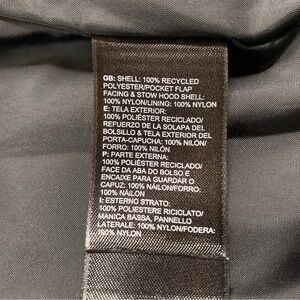 GB: SHELL: 100% RECYCLED
POLYESTER/POCKET FLAP
FACING & STOW HOOD SHELL:
100% NYLON/LINING: 100% NYLON
E: TELA EXTERIOR:
100% POLIÉSTER RECICLADO/
REFUERZO DE LA SOLAPA DEL
BOLSILLO & TELA EXTERIOR DEL
PORTA-CAPUCHA: 100% NILÓN/
FORRO: 100% NILÓN
P: PARTE EXTERNA:
100% POLIÉSTER RECICLADO/
FACE DA ABA DO BOLSO E
ENCAIXE PARA GUARDAR O
CAPUZ: 100% NÁILON/FORRO:
100% NÁILON
I: ESTERNO STRATO:
100% POLIESTERE RICICLATO/
MANICA BASSA, PANNELLO
LATERALE: 100% NYLON/FODERA:
100% NYLON